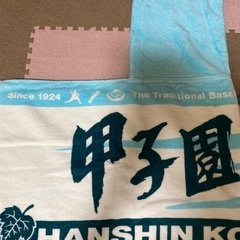 Since 1924 The Traditional Base
甲子園
HANSHIN KO